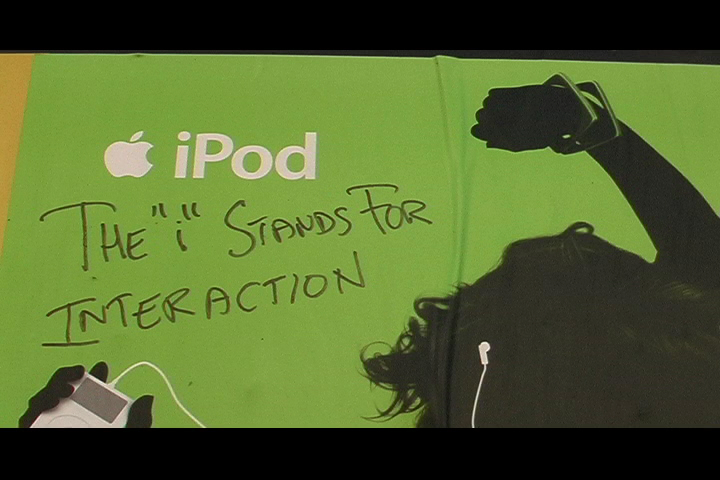 iPod
THE "i" STANDS FOR
INTERACTION